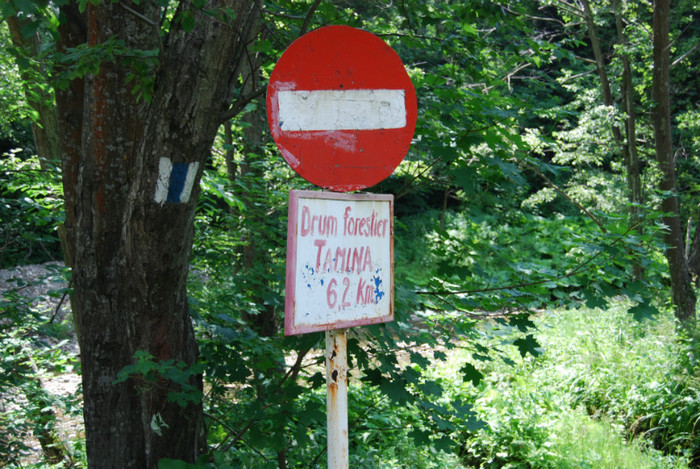 Drum forestier
TAMINA
6,2 Km